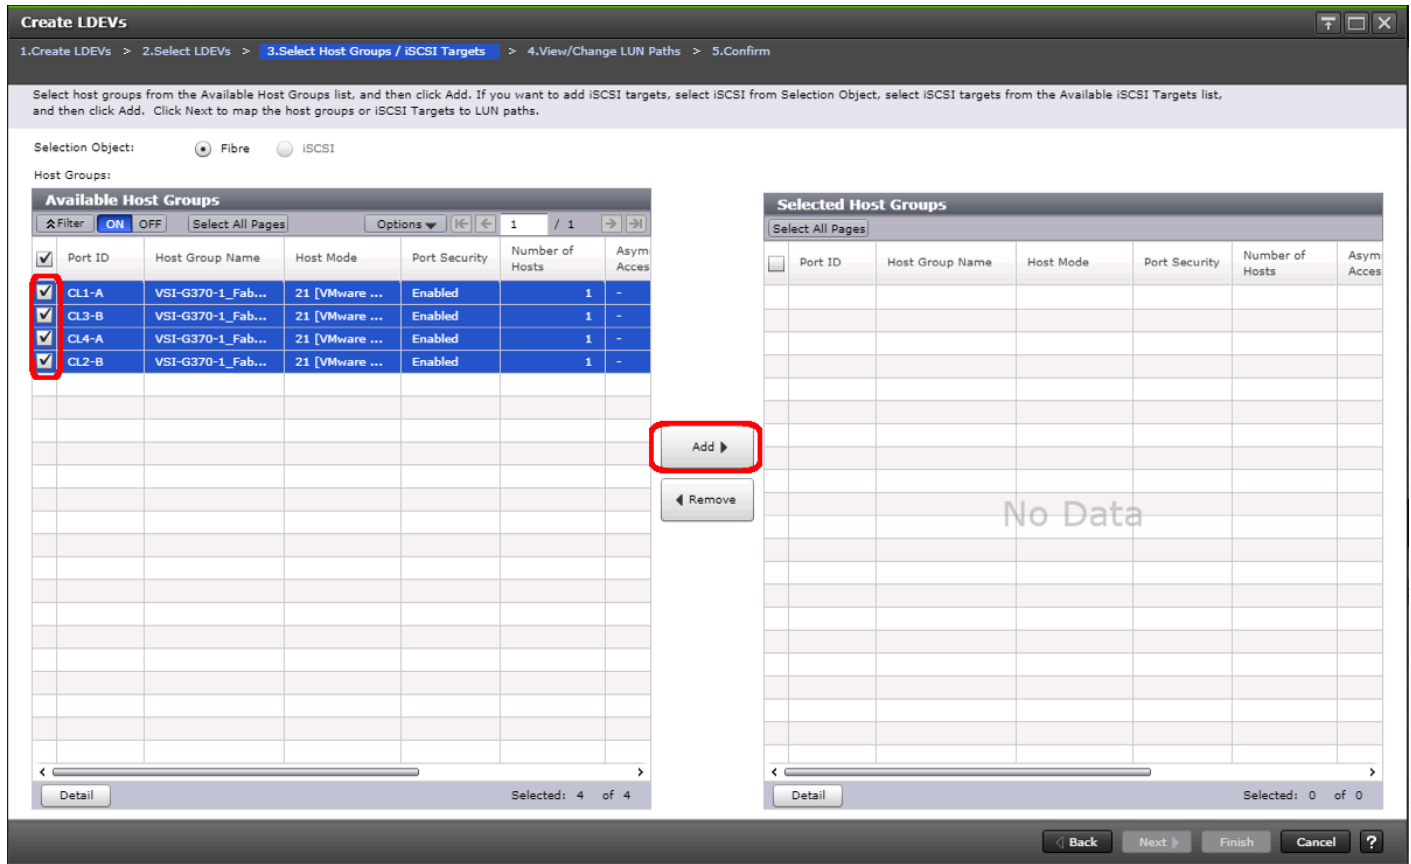 Create LDEVs
1.Create LDEVs > 2.Select LDEVs > 3.Select Host Groups / iSCSI Targets > 4.View/Change LUN Paths > 5.Confirm
Select host groups from the Available Host Groups list, and then click Add. If you want to add iSCSI targets, select iSCSI from Selection Object, select iSCSI targets from the Available iSCSI Targets list,
and then click Add. Click Next to map the host groups or iSCSI Targets to LUN paths.
Selection Object: Fibre iSCSI
Host Groups:
Available Host Groups
Filter ON OFF Select All Pages Options 1 / 1
Port ID Host Group Name Host Mode Port Security Number of Hosts Asym Acces
CL1-A VSI-G370-1_Fab... 21 [VMware ... Enabled 1 -
CL3-B VSI-G370-1_Fab... 21 [VMware ... Enabled 1 -
CL4-A VSI-G370-1_Fab... 21 [VMware ... Enabled 1 -
CL2-B VSI-G370-1_Fab... 21 [VMware ... Enabled 1 -
Detail Selected: 4 of 4
Add
Remove
Selected Host Groups
Select All Pages
Port ID Host Group Name Host Mode Port Security Number of Hosts Asym Acces
No Data
Detail Selected: 0 of 0
Back Next Finish Cancel ?